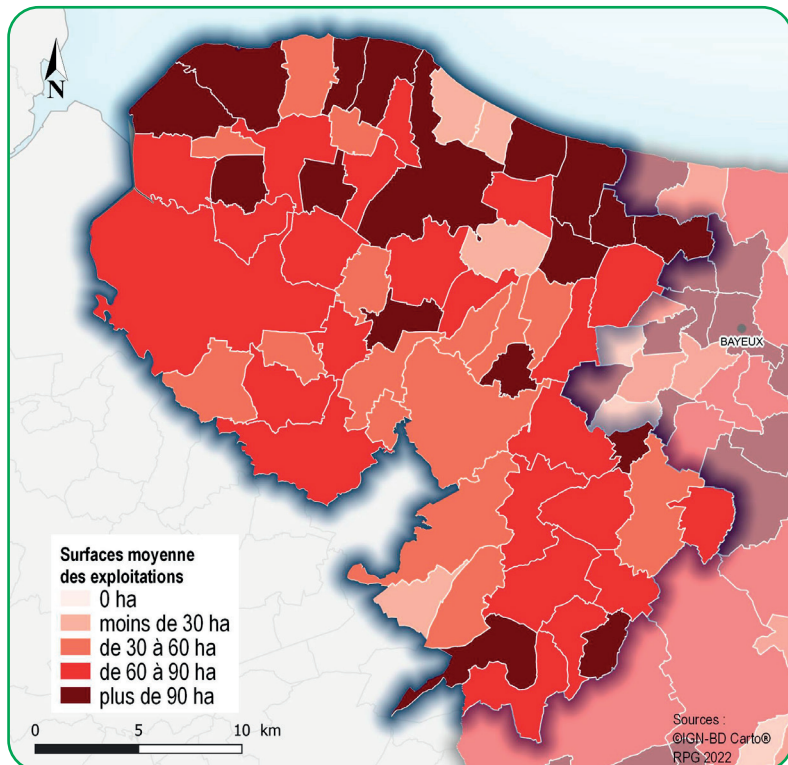 N
BAYEUX
Surfaces moyenne
des exploitations
0 ha
moins de 30 ha
de 30 à 60 ha
de 60 à 90 ha
plus de 90 ha
0 5 10 km
Sources :
©IGN-BD Carto®
RPG 2022